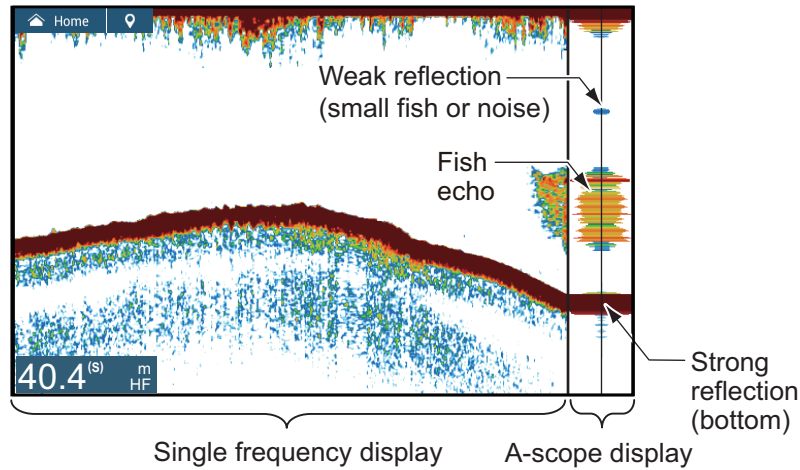 Home
Weak reflection
(small fish or noise)
Fish
echo
40.4(S) m
HF
Strong
reflection
(bottom)
Single frequency display
A-scope display